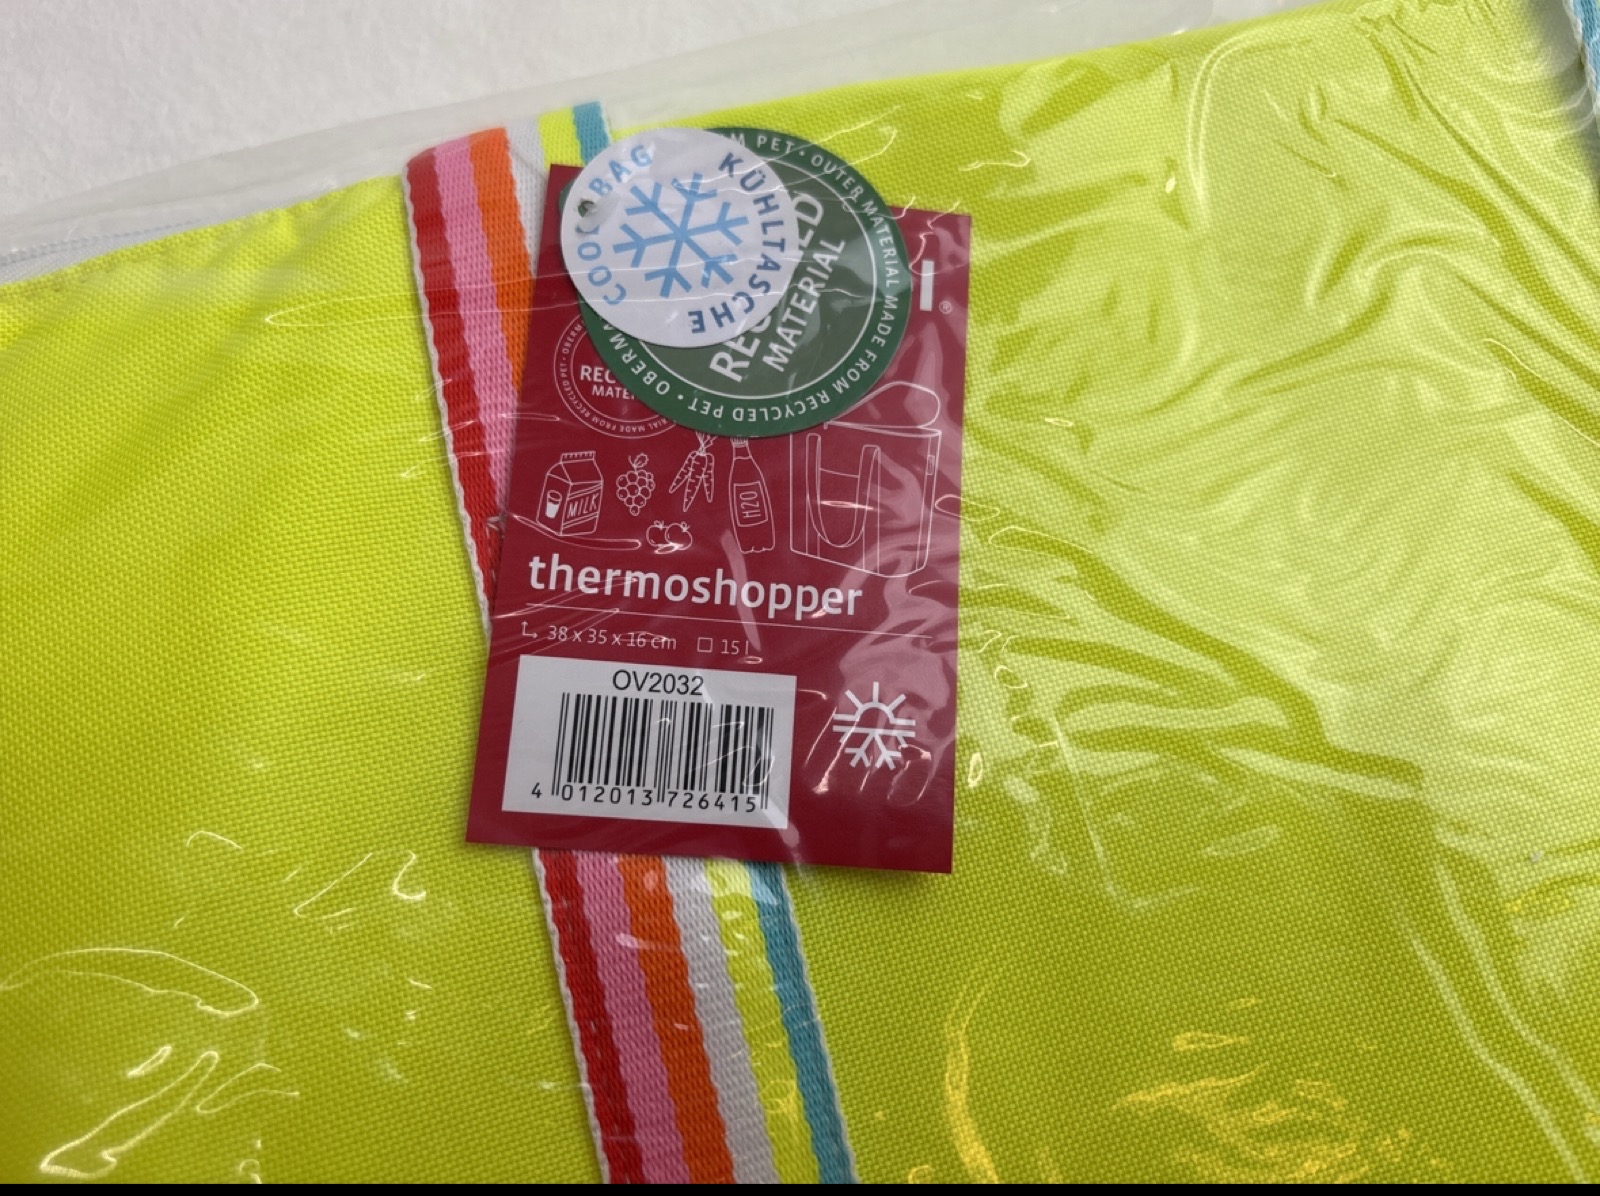 COOL BAG
KÜHLTASCHE
RECYCLED
MATERIAL
PET • OUTER MATERIAL MADE FROM RECYCLED PET •
®
MILK
H2O
thermoshopper
38 x 35 x 16 cm 15 l
OV2032
4 012013 726415